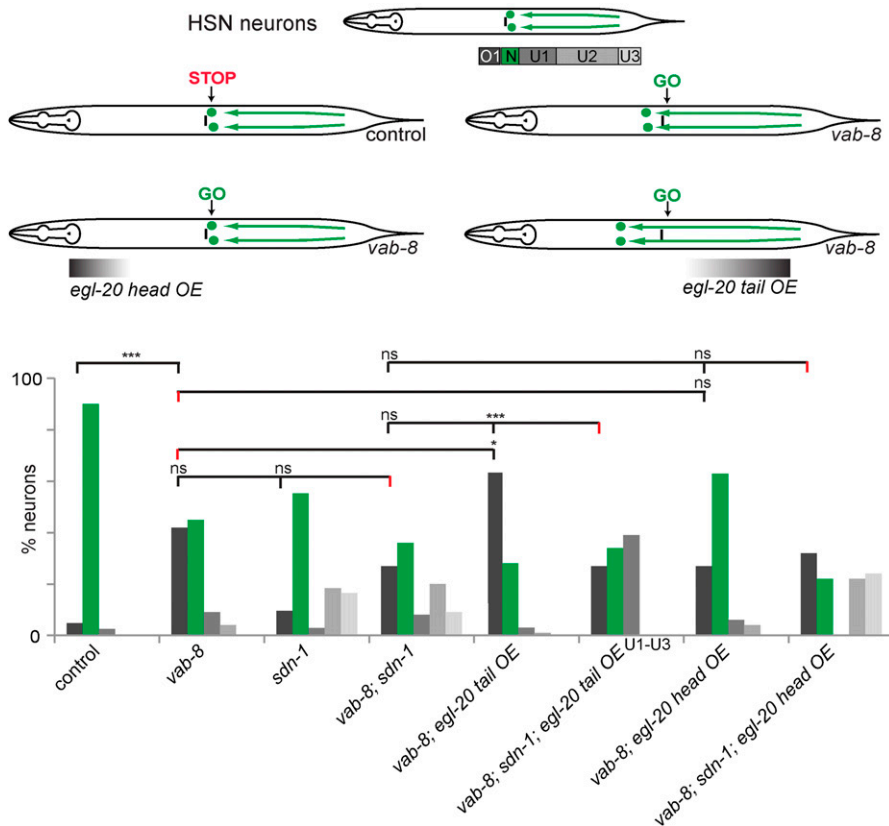 HSN neurons
O1 N U1 U2 U3
STOP
control
GO
vab-8
GO
vab-8
egl-20 head OE
GO
vab-8
egl-20 tail OE
ns
ns
***
ns
ns
***
*
ns
ns
100
% neurons
0
control
vab-8
sdn-1
vab-8; sdn-1
vab-8; egl-20 tail OE
vab-8; sdn-1; egl-20 tail OE
U1-U3
vab-8; egl-20 head OE
vab-8; sdn-1; egl-20 head OE